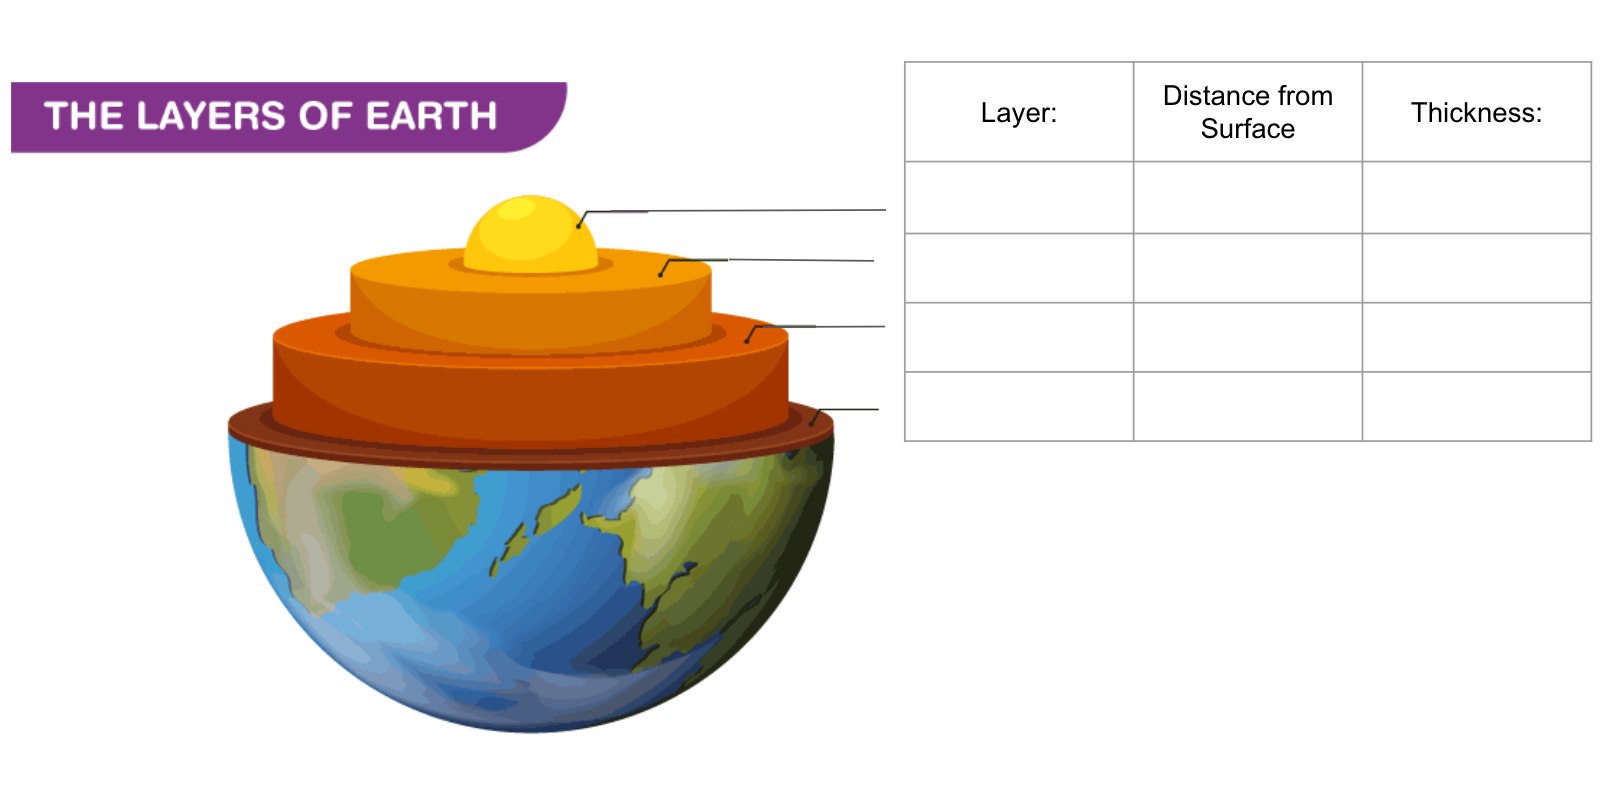 THE LAYERS OF EARTH
Layer:
Distance from
Surface
Thickness: